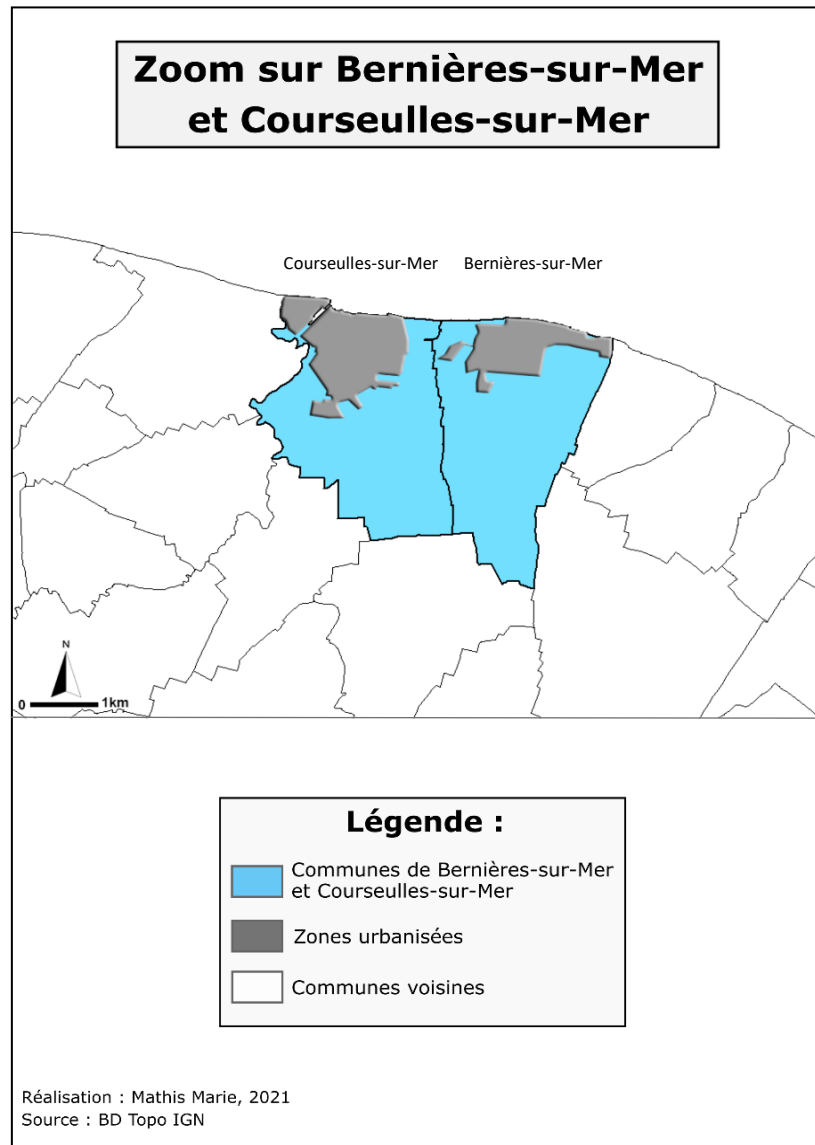 Zoom sur Bernières-sur-Mer
et Courseulles-sur-Mer
Courseulles-sur-Mer
Bernières-sur-Mer
N
0
1km
Légende :
Communes de Bernières-sur-Mer
et Courseulles-sur-Mer
Zones urbanisées
Communes voisines
Réalisation : Mathis Marie, 2021
Source : BD Topo IGN